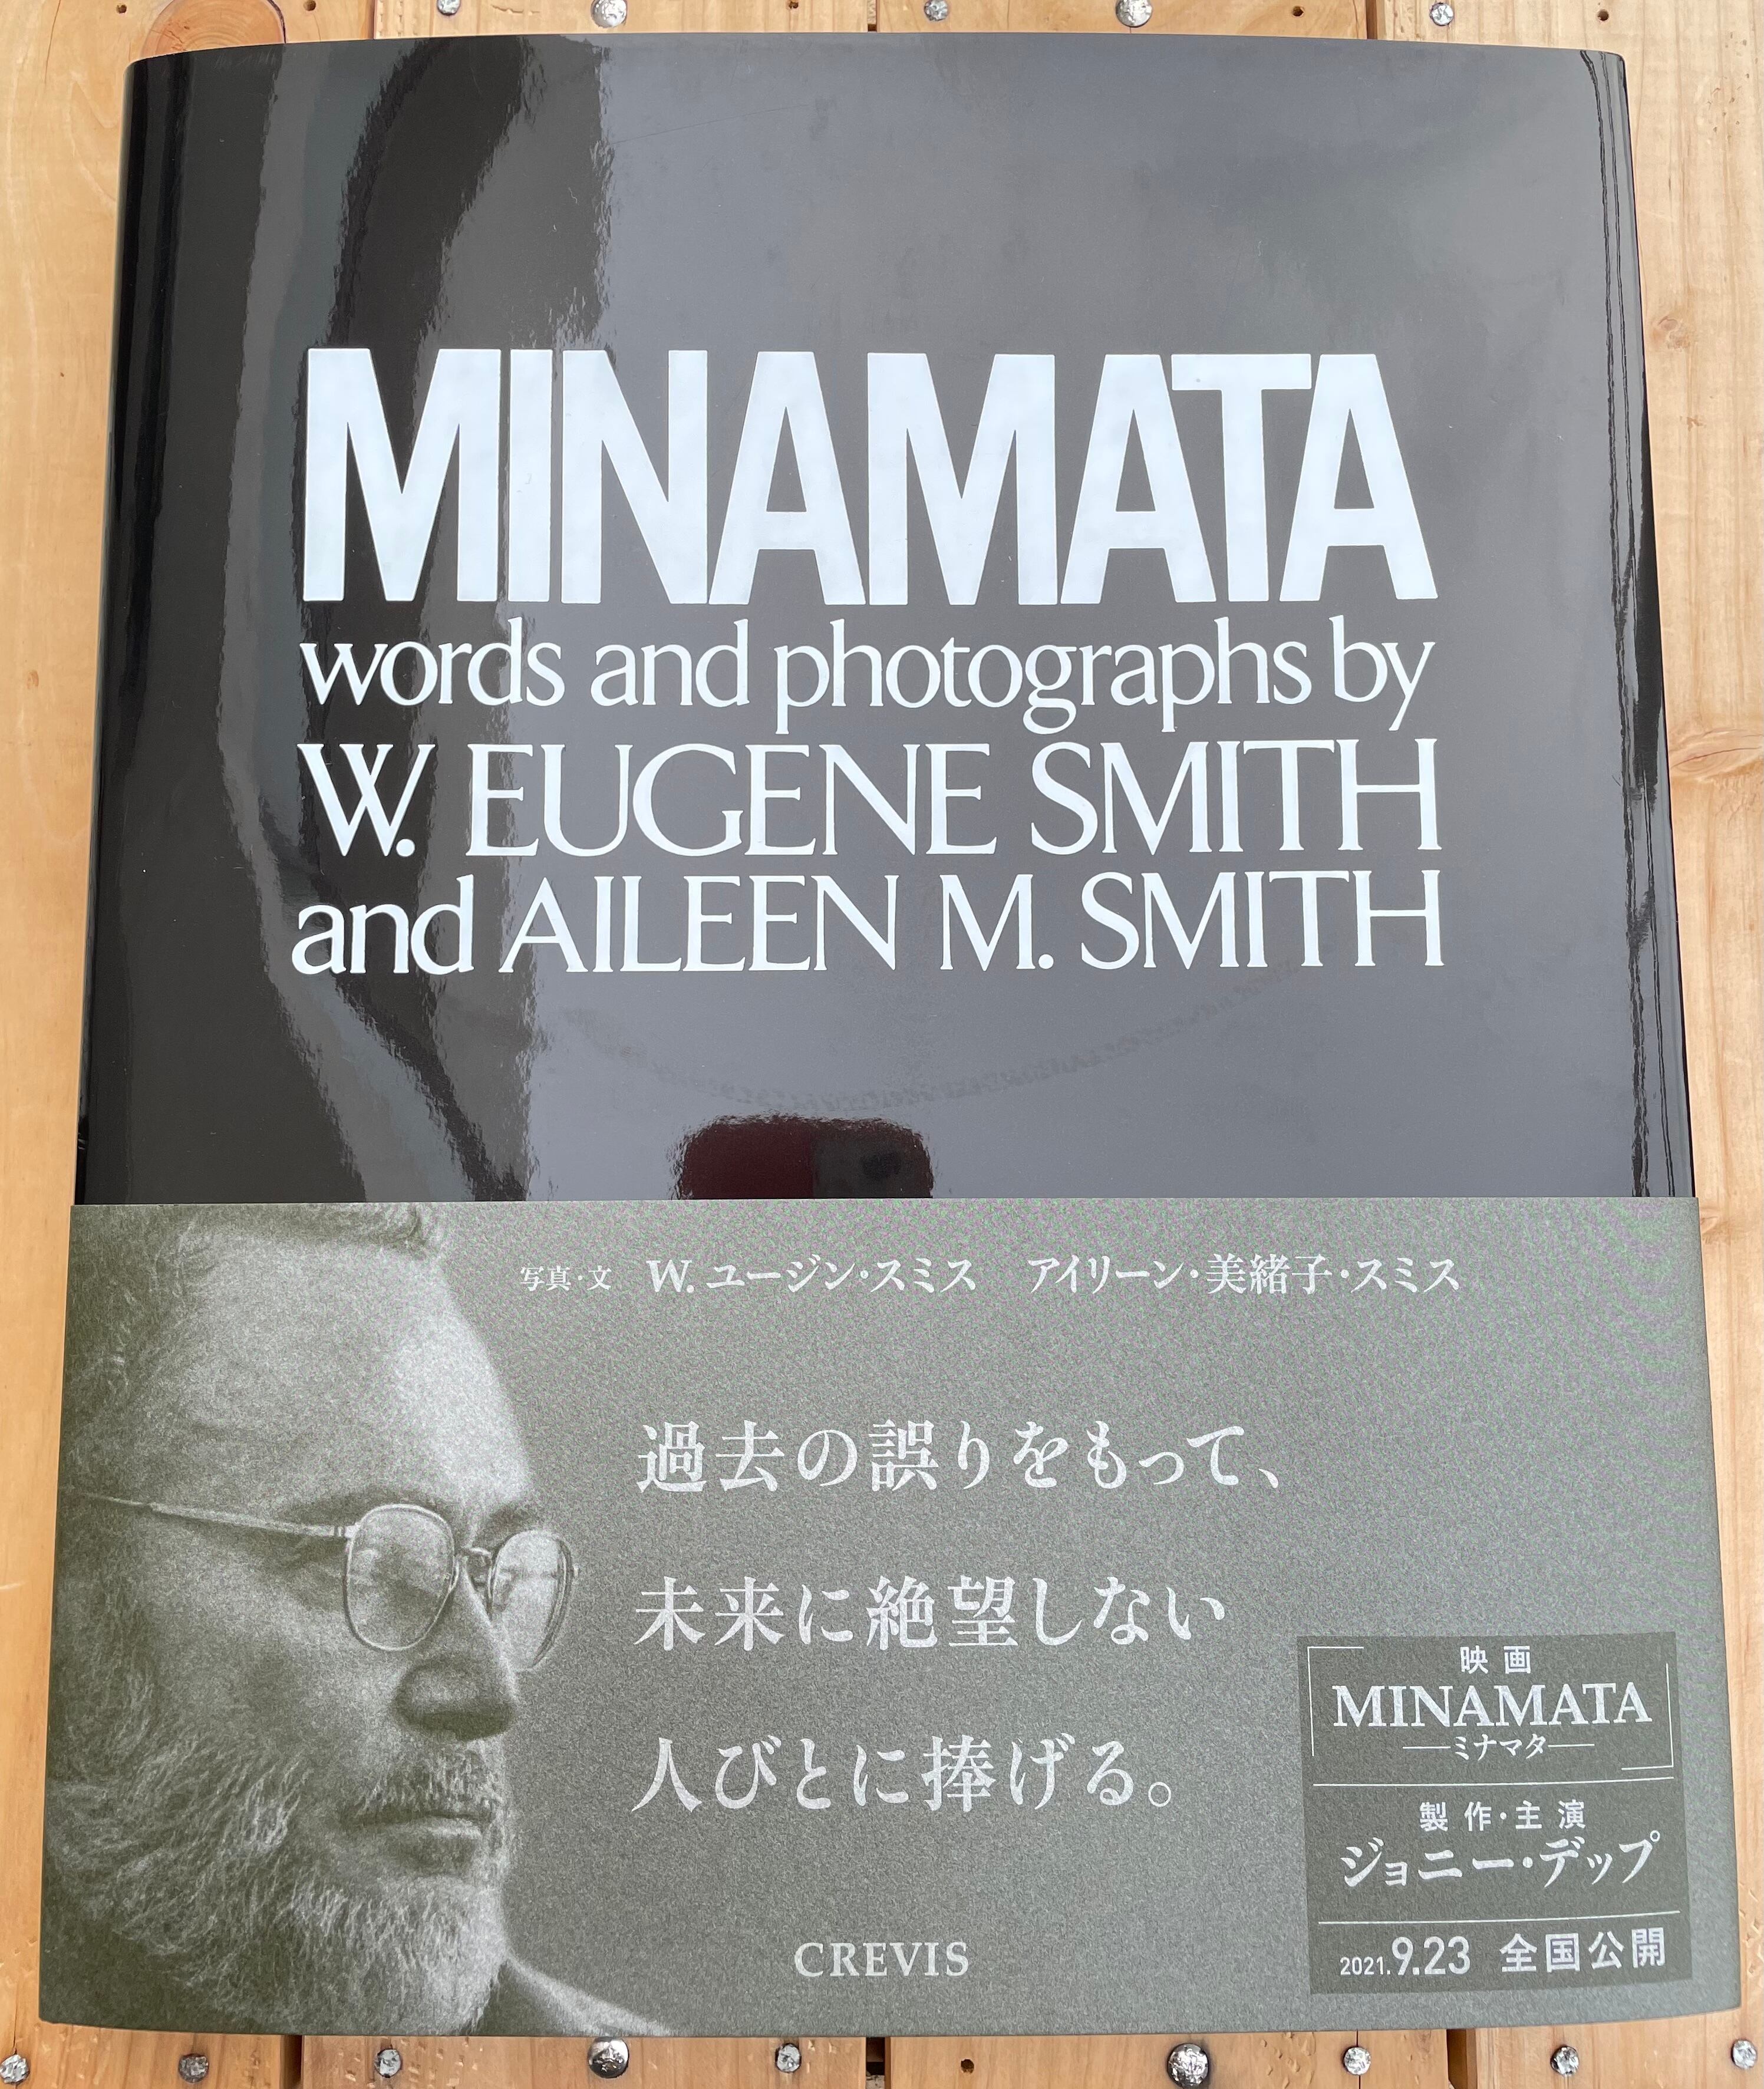 MINAMATA
words and photographs by
W. EUGENE SMITH
and AILEEN M. SMITH
写真・文 W. ユージン・スミス アイリーン・美緒子・スミス
過去の誤りをもって、
未来に絶望しない
人びとに捧げる。
映画
MINAMATA
ーミナマター
製作・主演
ジョニー・デップ
2021.9.23 全国公開
CREVIS